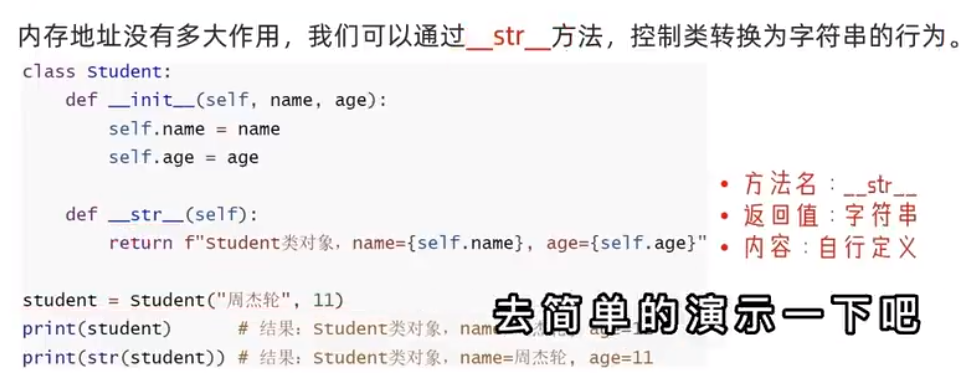 内存地址没有多大作用，我们可以通过__str__方法，控制类转换为字符串的行为。
class Student:
    def __init__(self, name, age):
        self.name = name
        self.age = age
    def __str__(self):
        return f"Student类对象，name={self.name}, age={self.age}"
• 方法名：__str__
• 返回值：字符串
• 内容：自行定义
student = Student("周杰轮", 11)
print(student)      # 结果：Student类对象，
print(str(student)) # 结果：Student类对象，name=周杰轮, age=11
去简单的演示一下吧